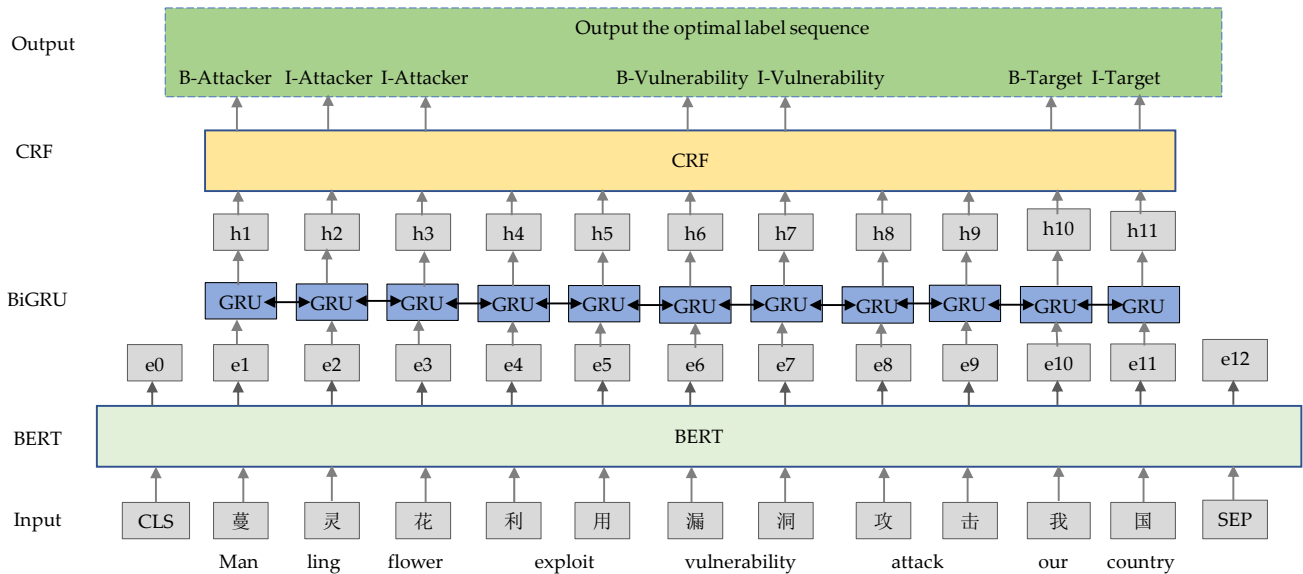 Output
Output the optimal label sequence
B-Attacker I-Attacker I-Attacker B-Vulnerability I-Vulnerability B-Target I-Target
CRF
CRF
h1 h2 h3 h4 h5 h6 h7 h8 h9 h10 h11
BiGRU
GRU GRU GRU GRU GRU GRU GRU GRU GRU GRU GRU
e0 e1 e2 e3 e4 e5 e6 e7 e8 e9 e10 e11 e12
BERT
BERT
Input
CLS 蔓 灵 花 利 用 漏 洞 攻 击 我 国 SEP
Man ling flower exploit vulnerability attack our country